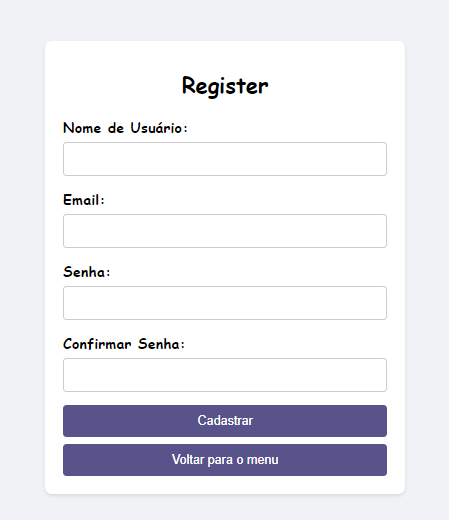 Register
Nome de Usuário:
Email:
Senha:
Confirmar Senha:
Cadastrar
Voltar para o menu